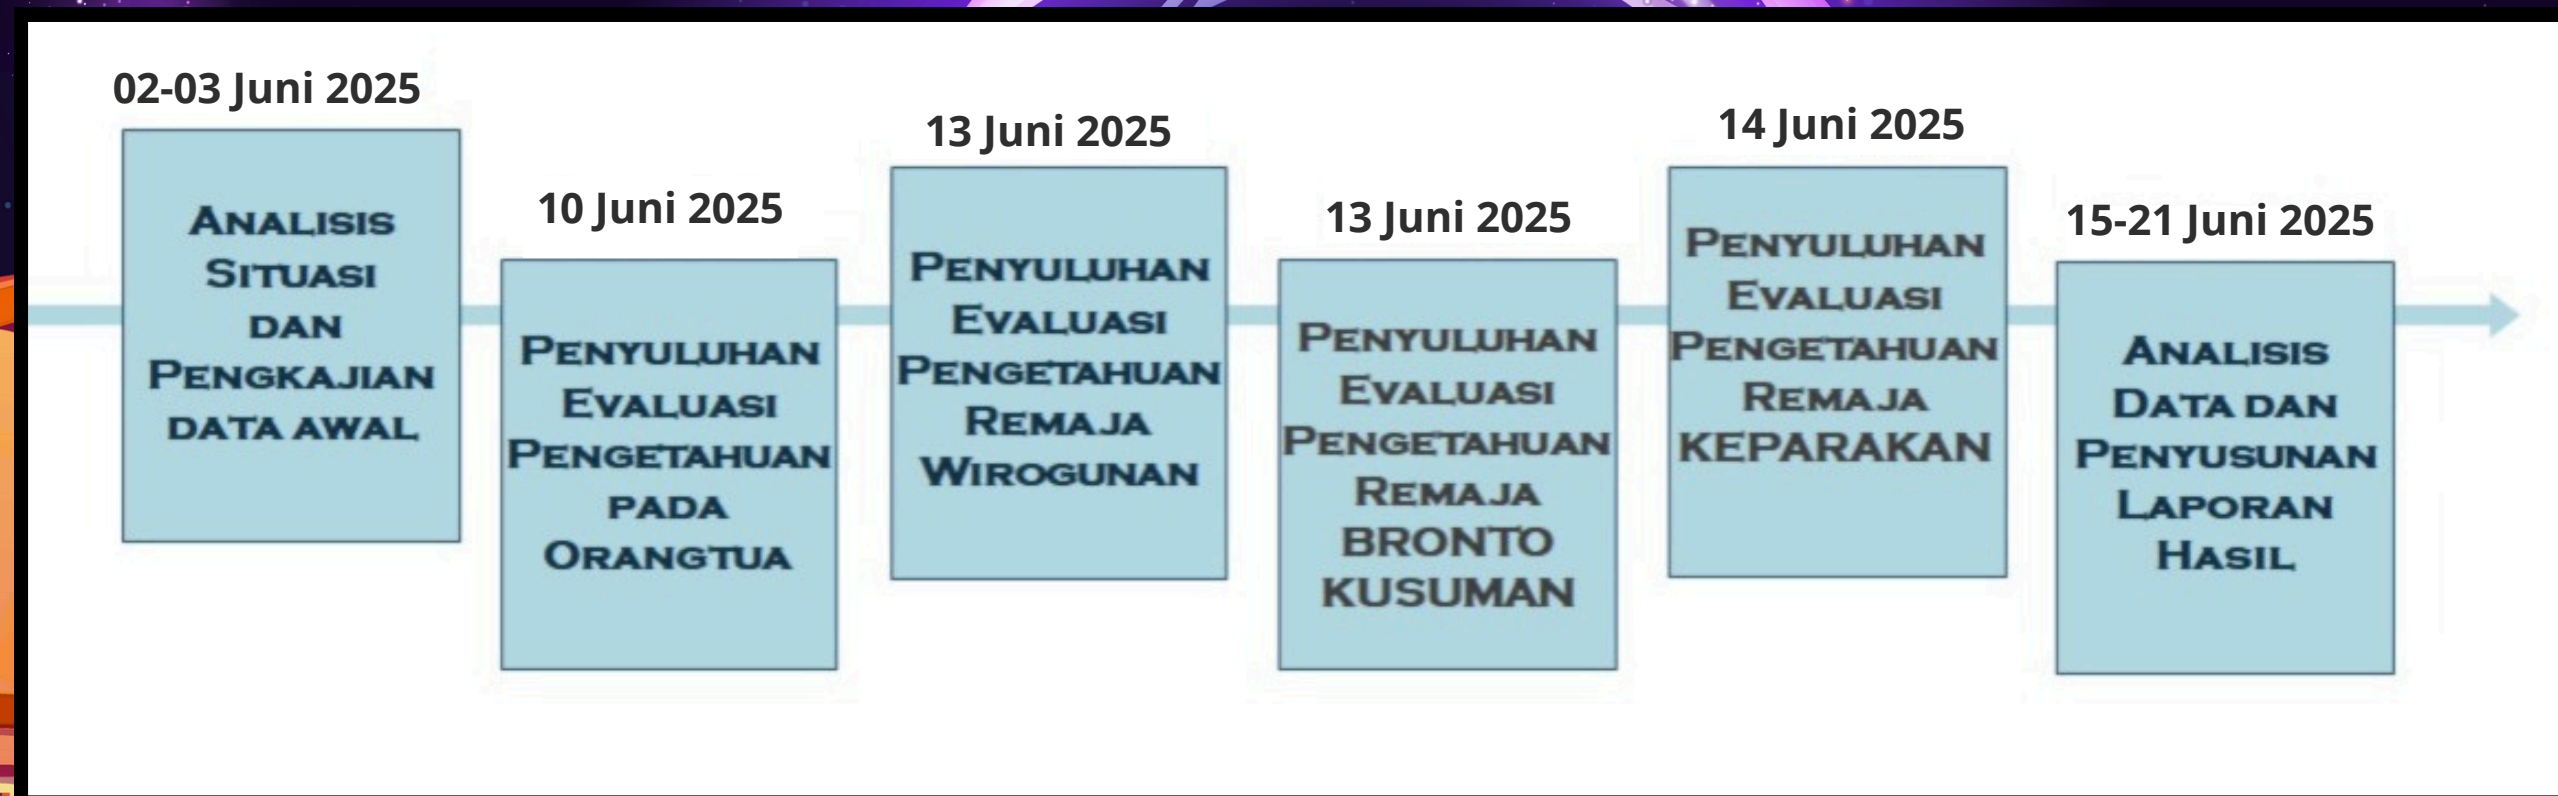 02-03 Juni 2025
ANALISIS
SITUASI
DAN
PENGKAJIAN
DATA AWAL
10 Juni 2025
PENYULUHAN
EVALUASI
PENGETAHUAN
PADA
ORANGTUA
13 Juni 2025
PENYULUHAN
EVALUASI
PENGETAHUAN
REMAJA
WIROGUNAN
13 Juni 2025
PENYULUHAN
EVALUASI
PENGETAHUAN
REMAJA
BRONTO
KUSUMAN
14 Juni 2025
PENYULUHAN
EVALUASI
PENGETAHUAN
REMAJA
KEPARAKAN
15-21 Juni 2025
ANALISIS
DATA DAN
PENYUSUNAN
LAPORAN
HASIL